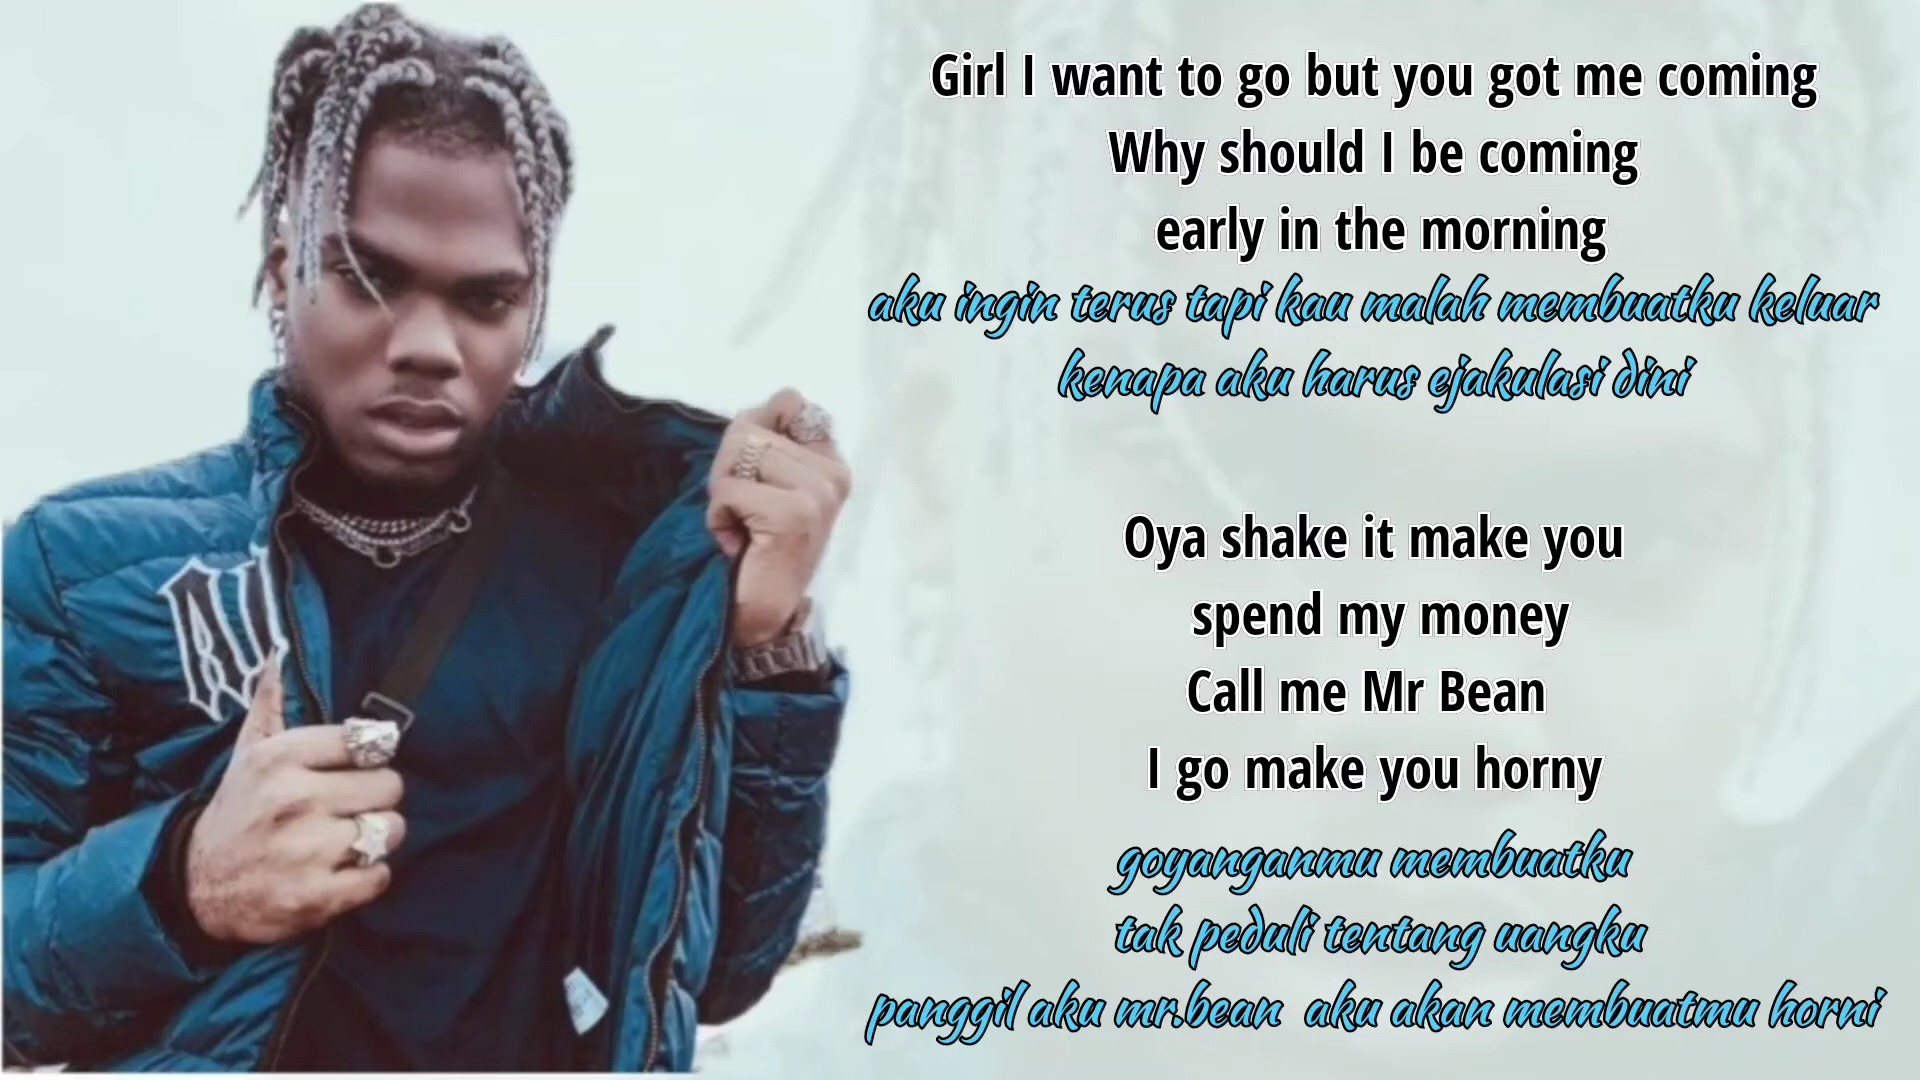 Girl I want to go but you got me coming
Why should I be coming
early in the morning
aku ingin terus tapi kau malah membuatku keluar
kenapa aku harus ejakulasi dini
Oya shake it make you
spend my money
Call me Mr Bean
I go make you horny
goyanganmu membuatku
tak peduli tentang uangku
panggil aku mr.bean aku akan membuatmu horni